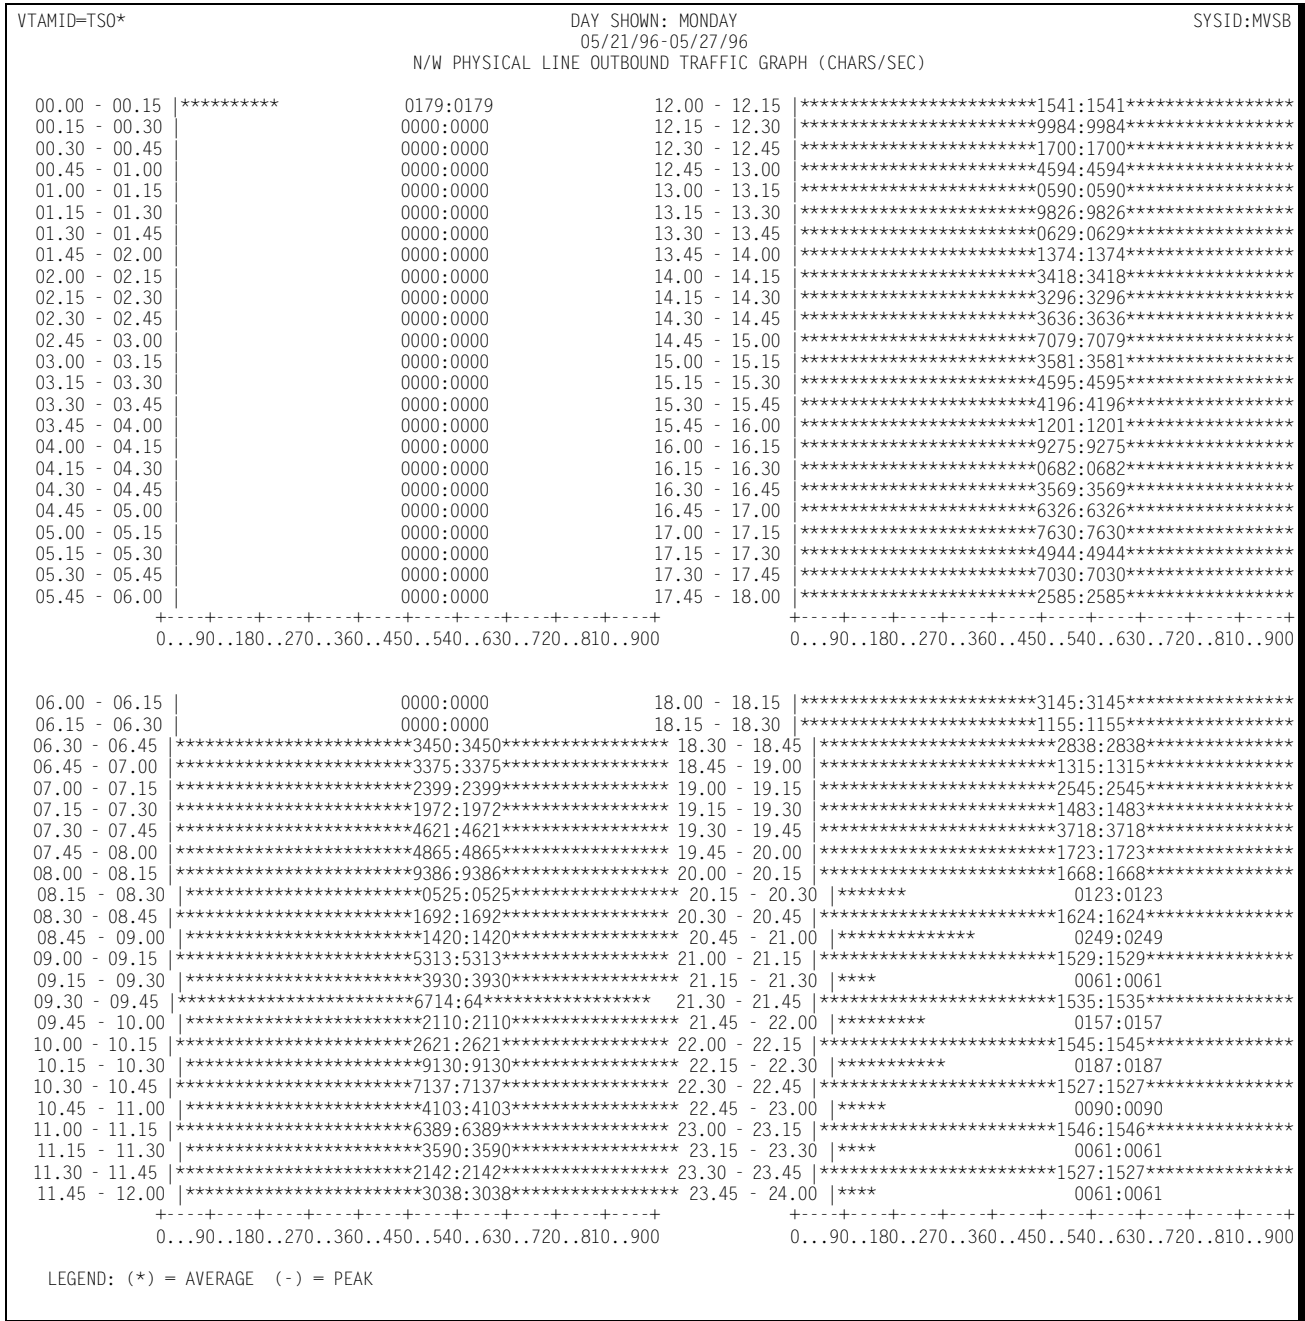 VTAMID=TSO* DAY SHOWN: MONDAY SYSID:MVSB
05/21/96-05/27/96
N/W PHYSICAL LINE OUTBOUND TRAFFIC GRAPH (CHARS/SEC)
00.00 - 00.15 |********** 0179:0179 12.00 - 12.15 |************************1541:1541*****************
00.15 - 00.30 | 0000:0000 12.15 - 12.30 |************************9984:9984*****************
00.30 - 00.45 | 0000:0000 12.30 - 12.45 |************************1700:1700*****************
00.45 - 01.00 | 0000:0000 12.45 - 13.00 |************************4594:4594*****************
01.00 - 01.15 | 0000:0000 13.00 - 13.15 |************************0590:0590*****************
01.15 - 01.30 | 0000:0000 13.15 - 13.30 |************************9826:9826*****************
01.30 - 01.45 | 0000:0000 13.30 - 13.45 |************************0629:0629*****************
01.45 - 02.00 | 0000:0000 13.45 - 14.00 |************************1374:1374*****************
02.00 - 02.15 | 0000:0000 14.00 - 14.15 |************************3418:3418*****************
02.15 - 02.30 | 0000:0000 14.15 - 14.30 |************************3296:3296*****************
02.30 - 02.45 | 0000:0000 14.30 - 14.45 |************************3636:3636*****************
02.45 - 03.00 | 0000:0000 14.45 - 15.00 |************************7079:7079*****************
03.00 - 03.15 | 0000:0000 15.00 - 15.15 |************************3581:3581*****************
03.15 - 03.30 | 0000:0000 15.15 - 15.30 |************************4595:4595*****************
03.30 - 03.45 | 0000:0000 15.30 - 15.45 |************************4196:4196*****************
03.45 - 04.00 | 0000:0000 15.45 - 16.00 |************************1201:1201*****************
04.00 - 04.15 | 0000:0000 16.00 - 16.15 |************************9275:9275*****************
04.15 - 04.30 | 0000:0000 16.15 - 16.30 |************************0682:0682*****************
04.30 - 04.45 | 0000:0000 16.30 - 16.45 |************************3569:3569*****************
04.45 - 05.00 | 0000:0000 16.45 - 17.00 |************************6326:6326*****************
05.00 - 05.15 | 0000:0000 17.00 - 17.15 |************************7630:7630*****************
05.15 - 05.30 | 0000:0000 17.15 - 17.30 |************************4944:4944*****************
05.30 - 05.45 | 0000:0000 17.30 - 17.45 |************************7030:7030*****************
05.45 - 06.00 | 0000:0000 17.45 - 18.00 |************************2585:2585*****************
+----+----+----+----+----+----+----+----+----+----+ +----+----+----+----+----+----+----+----+----+----+
0...90..180..270..360..450..540..630..720..810..900 0...90..180..270..360..450..540..630..720..810..900
06.00 - 06.15 | 0000:0000 18.00 - 18.15 |************************3145:3145*****************
06.15 - 06.30 | 0000:0000 18.15 - 18.30 |************************1155:1155*****************
06.30 - 06.45 |************************3450:3450***************** 18.30 - 18.45 |************************2838:2838***************
06.45 - 07.00 |************************3375:3375***************** 18.45 - 19.00 |************************1315:1315***************
07.00 - 07.15 |************************2399:2399***************** 19.00 - 19.15 |************************2545:2545***************
07.15 - 07.30 |************************1972:1972***************** 19.15 - 19.30 |************************1483:1483***************
07.30 - 07.45 |************************4621:4621***************** 19.30 - 19.45 |************************3718:3718***************
07.45 - 08.00 |************************4865:4865***************** 19.45 - 20.00 |************************1723:1723***************
08.00 - 08.15 |************************9386:9386***************** 20.00 - 20.15 |************************1668:1668***************
08.15 - 08.30 |************************0525:0525***************** 20.15 - 20.30 |******* 0123:0123
08.30 - 08.45 |************************1692:1692***************** 20.30 - 20.45 |************************1624:1624***************
08.45 - 09.00 |************************1420:1420***************** 20.45 - 21.00 |************** 0249:0249
09.00 - 09.15 |************************5313:5313***************** 21.00 - 21.15 |************************1529:1529***************
09.15 - 09.30 |************************3930:3930***************** 21.15 - 21.30 |**** 0061:0061
09.30 - 09.45 |************************6714:64***************** 21.30 - 21.45 |************************1535:1535***************
09.45 - 10.00 |************************2110:2110***************** 21.45 - 22.00 |********* 0157:0157
10.00 - 10.15 |************************2621:2621***************** 22.00 - 22.15 |************************1545:1545***************
10.15 - 10.30 |************************9130:9130***************** 22.15 - 22.30 |*********** 0187:0187
10.30 - 10.45 |************************7137:7137***************** 22.30 - 22.45 |************************1527:1527***************
10.45 - 11.00 |************************4103:4103***************** 22.45 - 23.00 |***** 0090:0090
11.00 - 11.15 |************************6389:6389***************** 23.00 - 23.15 |************************1546:1546***************
11.15 - 11.30 |************************3590:3590***************** 23.15 - 23.30 |**** 0061:0061
11.30 - 11.45 |************************2142:2142***************** 23.30 - 23.45 |************************1527:1527***************
11.45 - 12.00 |************************3038:3038***************** 23.45 - 24.00 |**** 0061:0061
+----+----+----+----+----+----+----+----+----+----+ +----+----+----+----+----+----+----+----+----+----+
0...90..180..270..360..450..540..630..720..810..900 0...90..180..270..360..450..540..630..720..810..900
LEGEND: (*) = AVERAGE (-) = PEAK